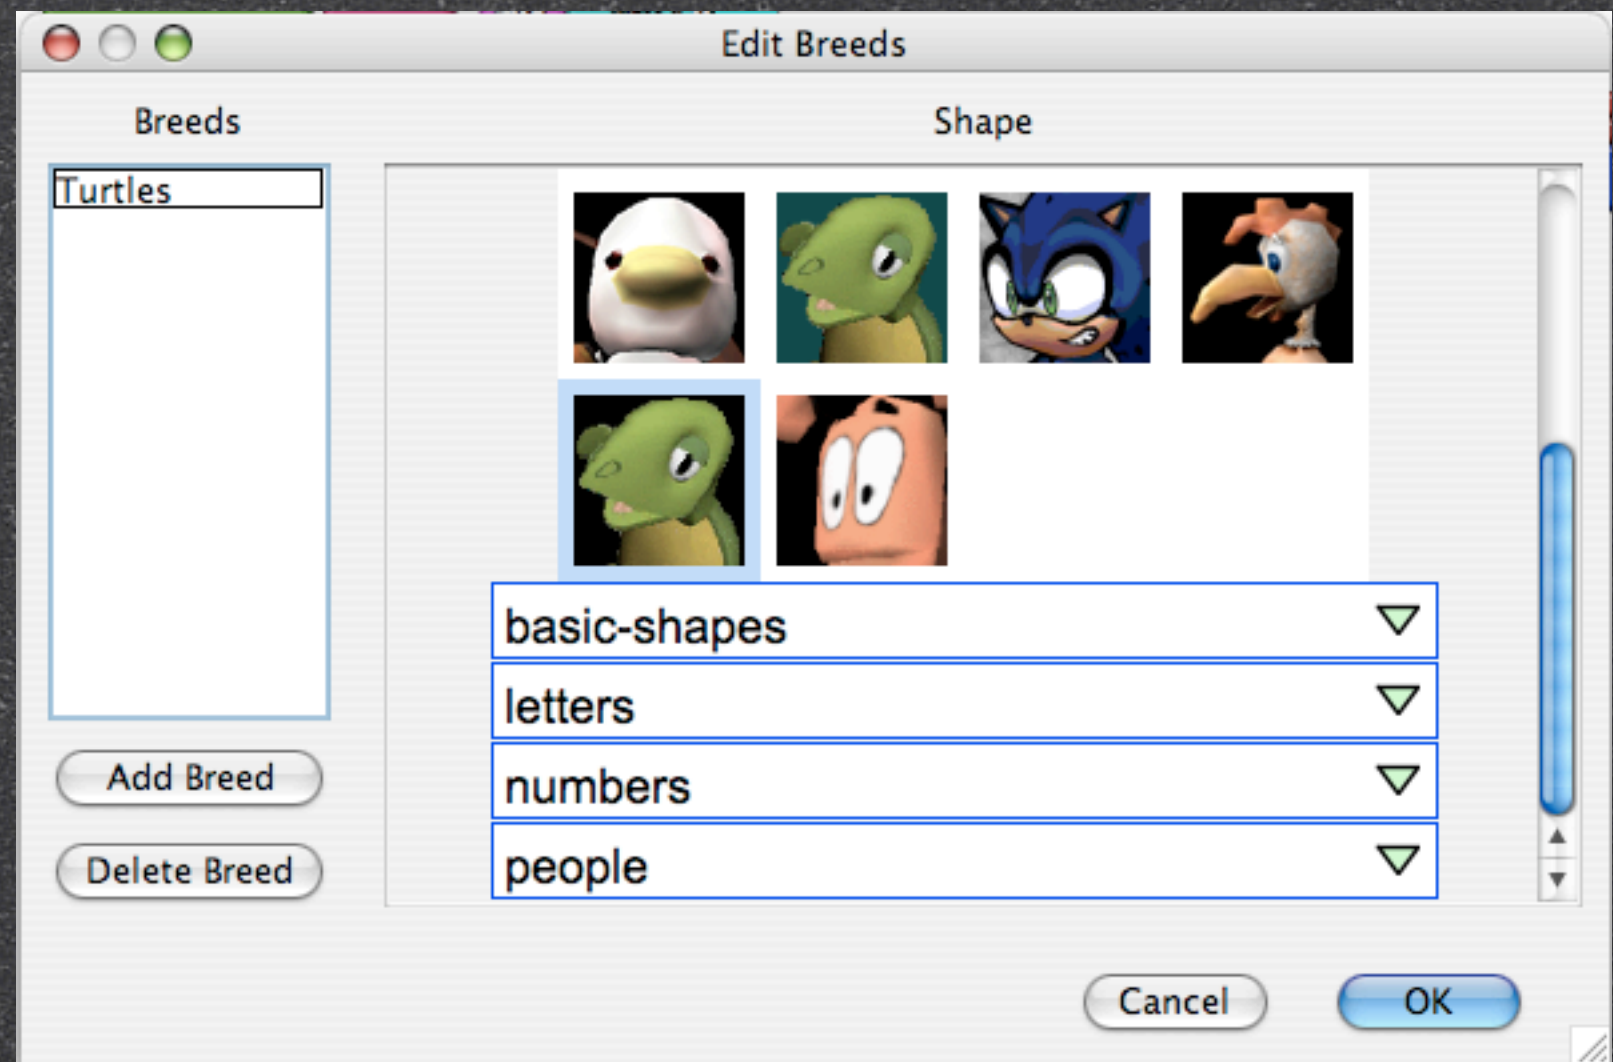 Edit Breeds
Breeds
Shape
Turtles
basic-shapes
letters
numbers
people
Add Breed
Delete Breed
Cancel
OK